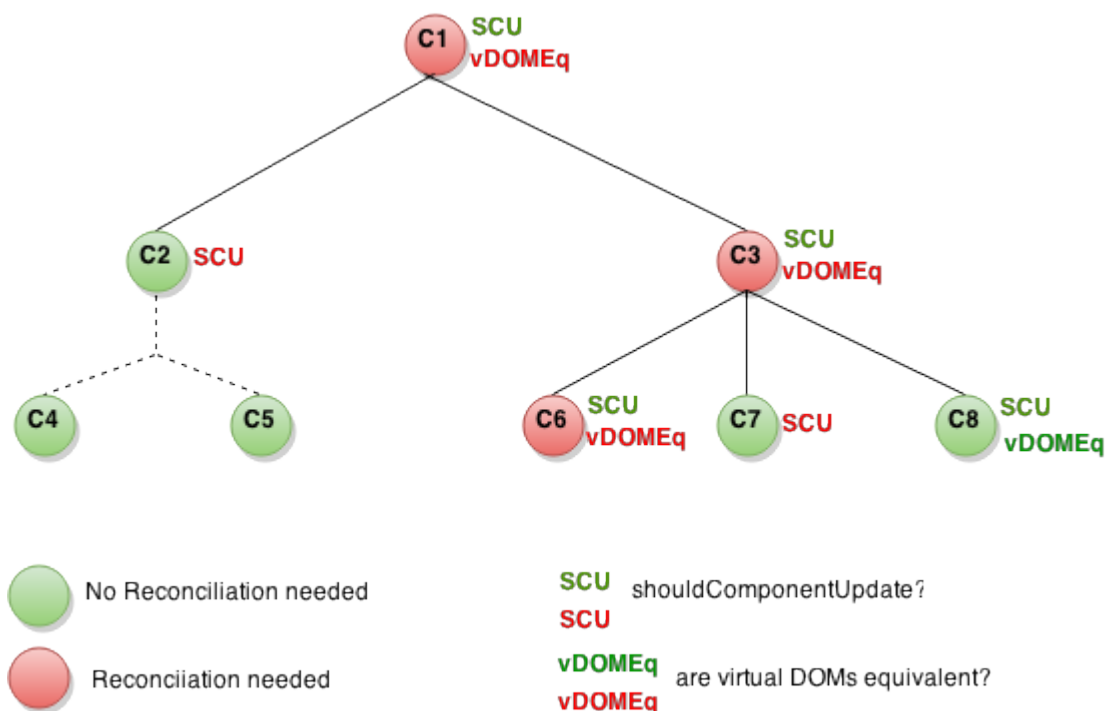 C1
SCU
vDOMEq
C2
SCU
C3
SCU
vDOMEq
C4
C5
C6
SCU
vDOMEq
C7
SCU
C8
SCU
vDOMEq
No Reconciliation needed
Reconciiation needed
SCU
SCU
shouldComponentUpdate?
vDOMEq
vDOMEq
are virtual DOMs equivalent?